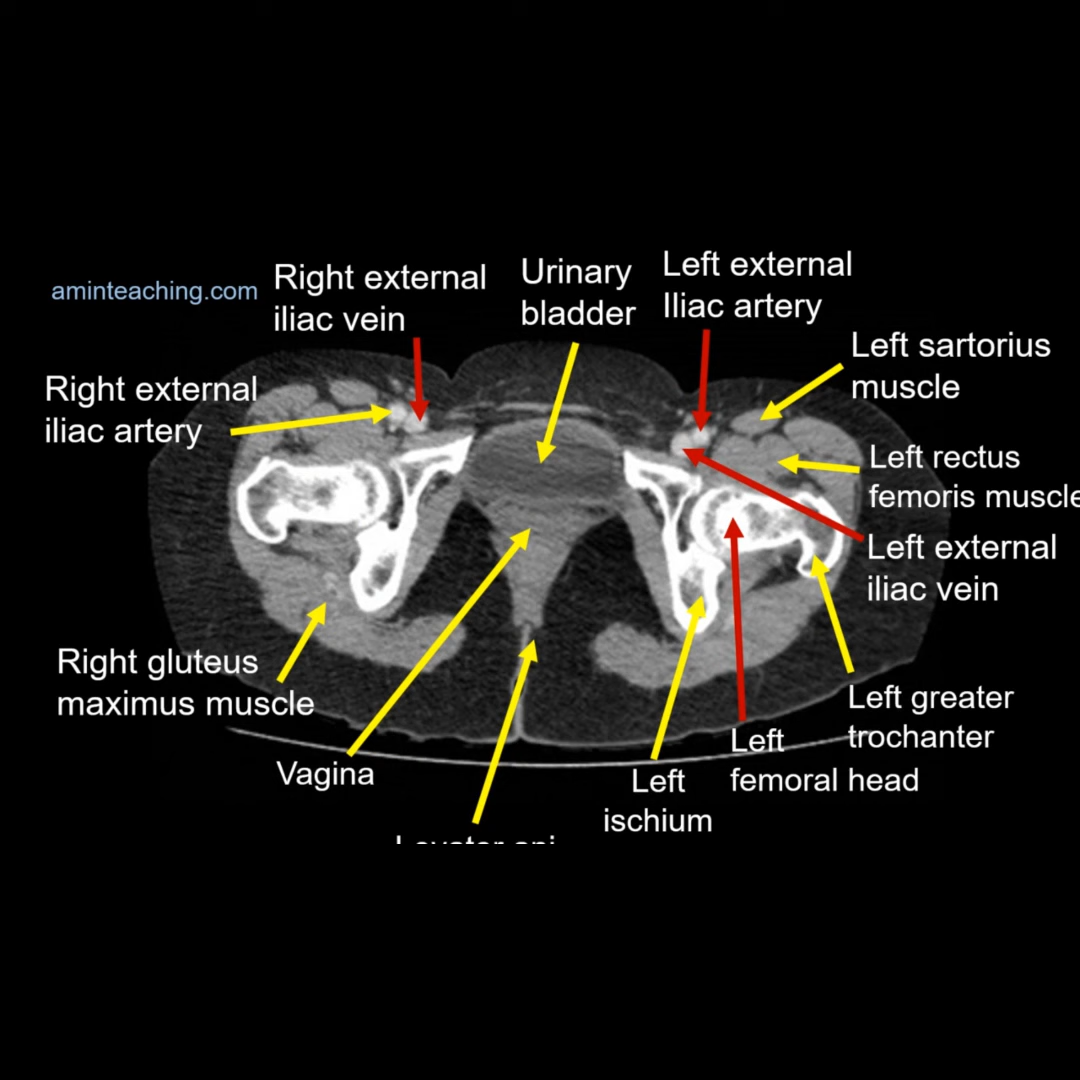 aminteaching.com
Right external
iliac vein
Urinary
bladder
Left external
Iliac artery
Left sartorius
muscle
Right external
iliac artery
Left rectus
femoris muscle
Left external
iliac vein
Right gluteus
maximus muscle
Left greater
trochanter
Vagina
Left
femoral head
Left
ischium
Levator ani